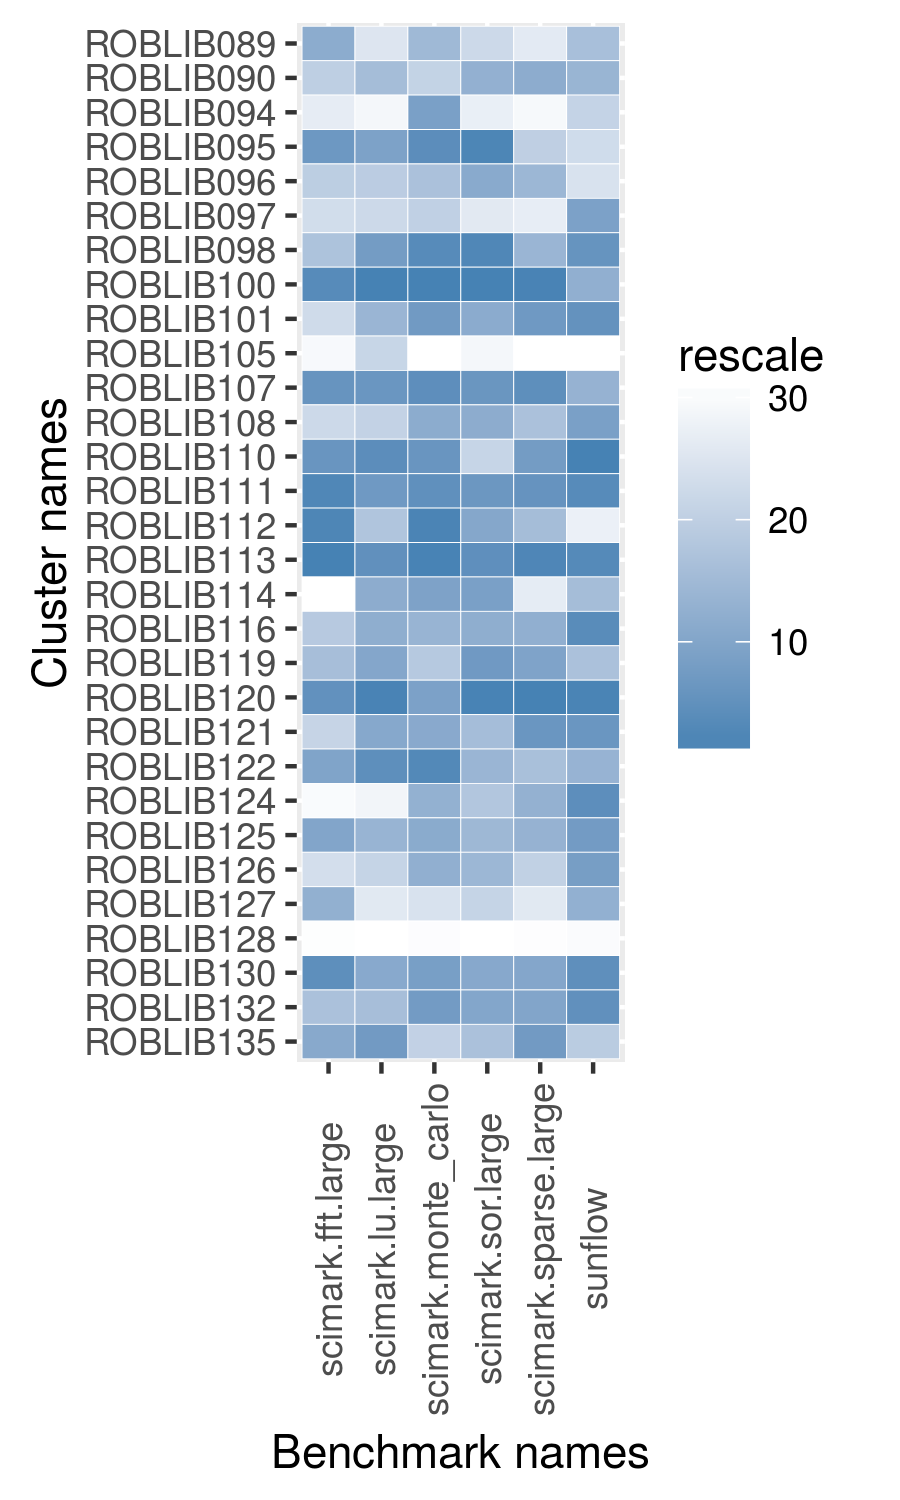 ROBLIB089
ROBLIB090
ROBLIB094
ROBLIB095
ROBLIB096
ROBLIB097
ROBLIB098
ROBLIB100
ROBLIB101
ROBLIB105
ROBLIB107
ROBLIB108
ROBLIB110
ROBLIB111
ROBLIB112
ROBLIB113
ROBLIB114
ROBLIB116
ROBLIB119
ROBLIB120
ROBLIB121
ROBLIB122
ROBLIB124
ROBLIB125
ROBLIB126
ROBLIB127
ROBLIB128
ROBLIB130
ROBLIB132
ROBLIB135
Cluster names
scimark.fft.large
scimark.lu.large
scimark.monte_carlo
scimark.sor.large
scimark.sparse.large
sunflow
Benchmark names
rescale
30
20
10